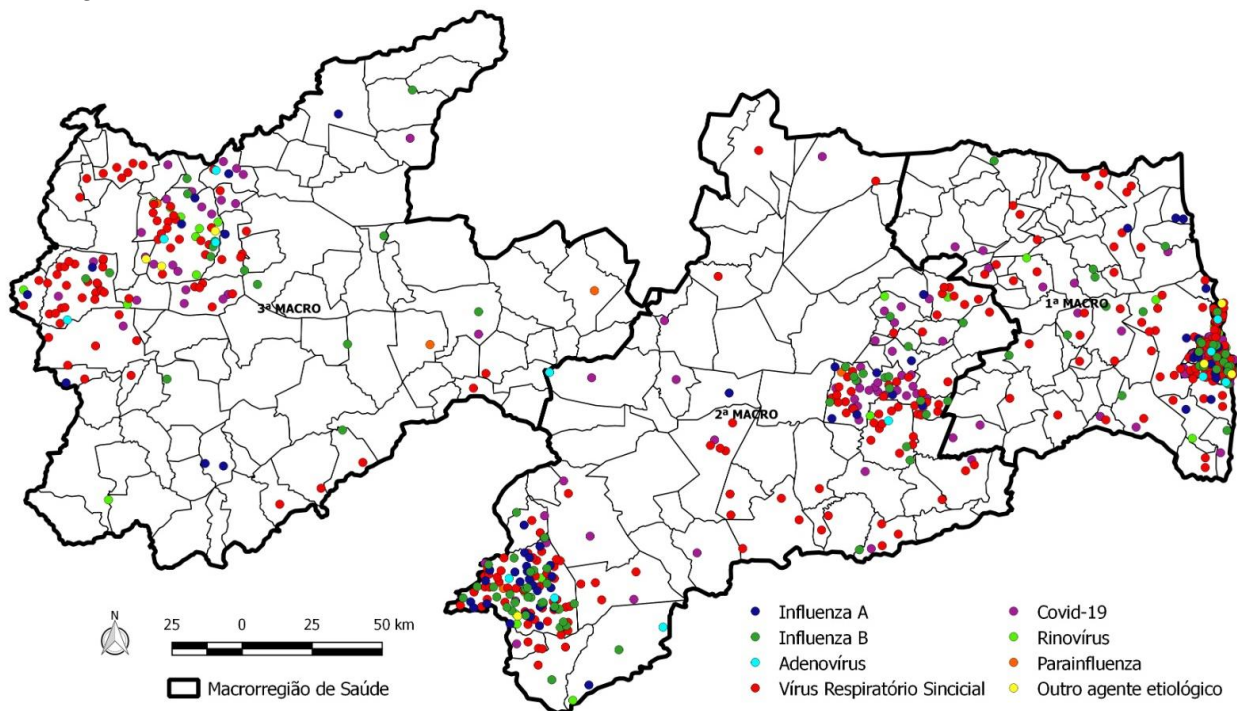 3ª MACRO
1ª MACRO
2ª MACRO
N
25 0 25 50 km
Macrorregião de Saúde
Influenza A
Influenza B
Adenovírus
Vírus Respiratório Sincicial
Covid-19
Rinovírus
Parainfluenza
Outro agente etiológico